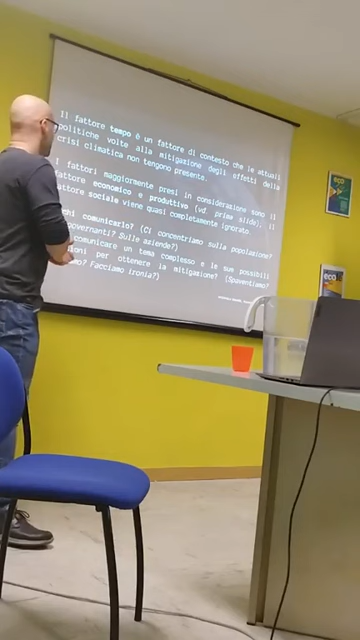 Il fattore tempo è un fattore di contesto che le attuali
politiche volte alla mitigazione degli effetti della
crisi climatica non tengono presente.
I fattori maggiormente presi in considerazione sono il
fattore economico e produttivo (vd. prima slide), il
fattore sociale viene quasi completamente ignorato.
chi comunicarlo? (Ci concentriamo sulla popolazione?
governanti? Sulle aziende?)
comunicare un tema complesso e le sue possibili
per ottenere la mitigazione? (Spaventiamo?
Facciamo ironia?)
eco
eco